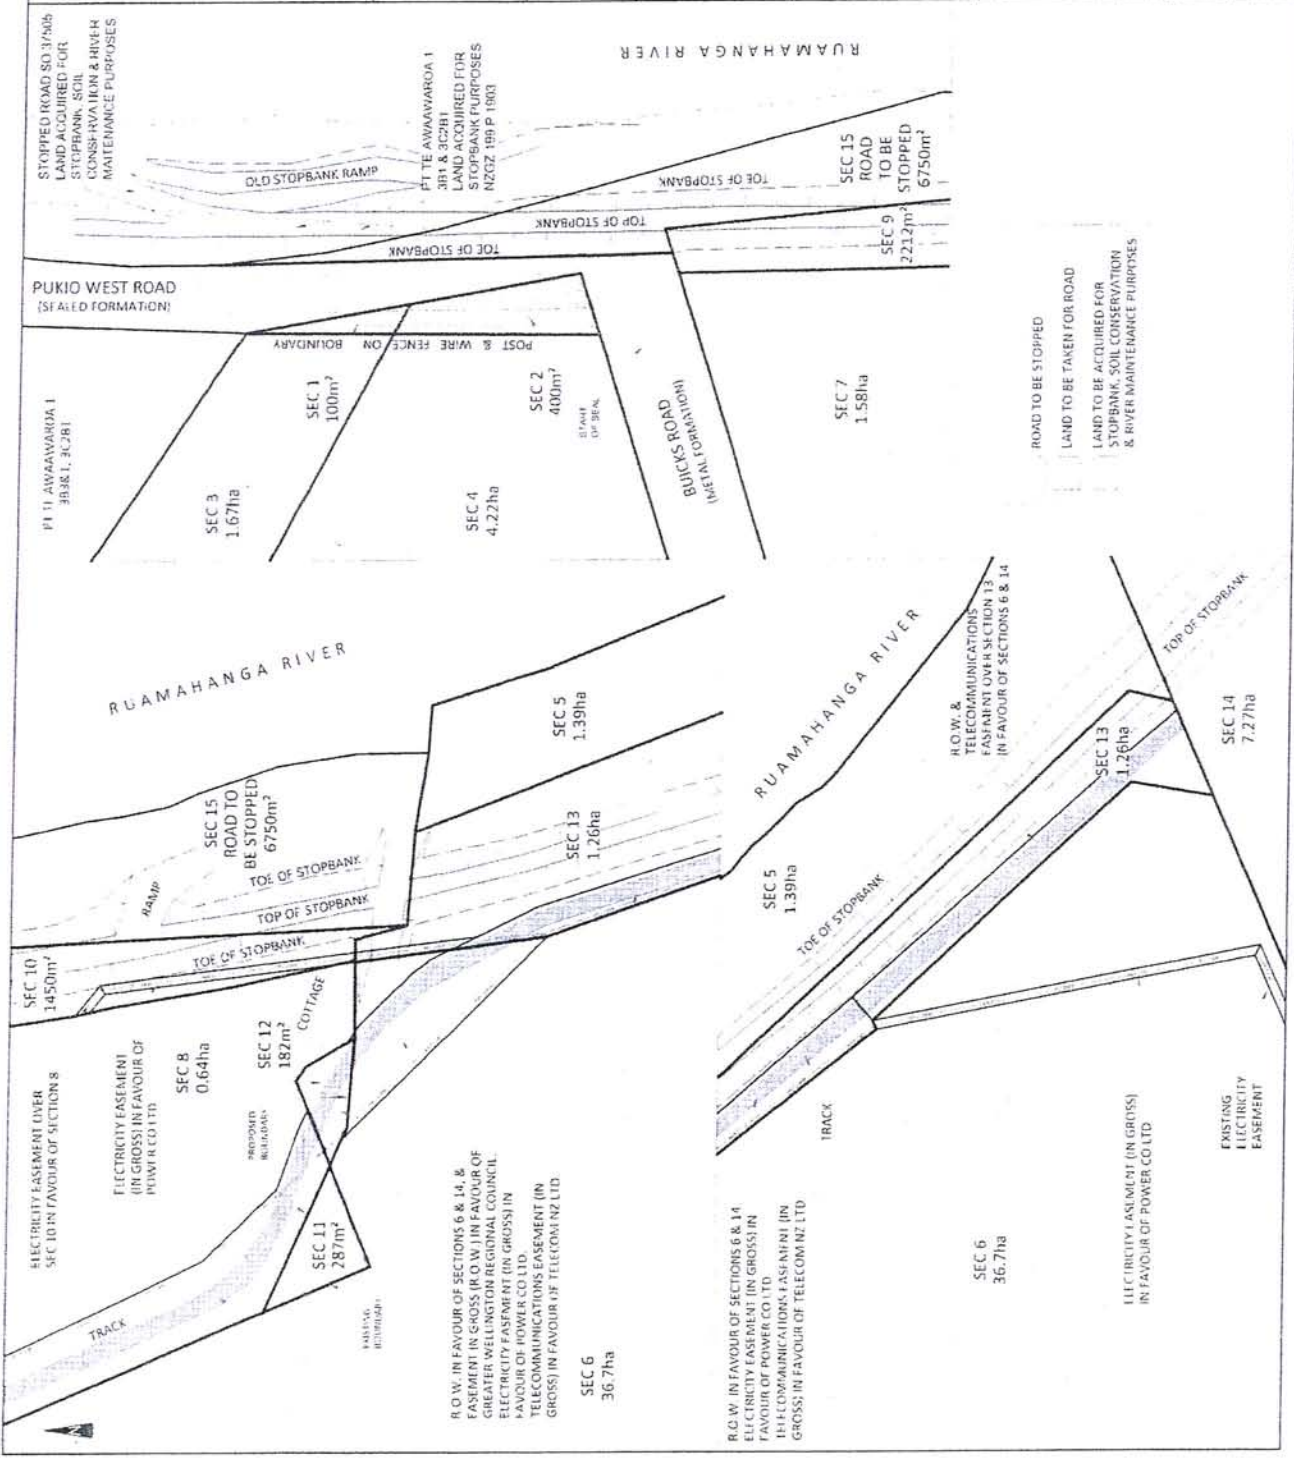 STOPPED ROAD SO 37505
LAND ACQUIRED FOR
STOPBANK, SOIL
CONSERVATION & RIVER
MAITENANCE PURPOSES
RUAMAHANGA RIVER
OLD STOPBANK RAMP
PT TE AWAAWAROA 1
3B1 & 3C2B1
LAND ACQUIRED FOR
STOPBANK PURPOSES
NZGZ 199 P 1903
TOE OF STOPBANK
TOP OF STOPBANK
TOE OF STOPBANK
SEC 15
ROAD
TO BE
STOPPED
6750m²
SEC 9
2212m²
PUKIO WEST ROAD
(SEALED FORMATION)
POST & WIRE FENCE ON BOUNDARY
PT TE AWAAWAROA 1
3B3&1, 3C2B1
SEC 1
100m²
SEC 2
400m²
START
OF SEAL
SEC 3
1.67ha
SEC 4
4.22ha
BUICKS ROAD
(METAL FORMATION)
SEC 7
1.58ha
ROAD TO BE STOPPED
LAND TO BE TAKEN FOR ROAD
LAND TO BE ACQUIRED FOR
STOPBANK, SOIL CONSERVATION
& RIVER MAINTENANCE PURPOSES
RUAMAHANGA RIVER
SEC 15
ROAD TO
BE STOPPED
6750m²
RAMP
TOE OF STOPBANK
TOP OF STOPBANK
TOE OF STOPBANK
SEC 5
1.39ha
SEC 13
1.26ha
SEC 10
1450m²
COTTAGE
SEC 12
182m²
SEC 8
0.64ha
ELECTRICITY EASEMENT OVER
SEC 10 IN FAVOUR OF SECTION 8
ELECTRICITY EASEMENT
(IN GROSS) IN FAVOUR OF
POWER CO LTD
PROPOSED
BOUNDARY
SEC 11
287m²
EXISTING
BOUNDARY
TRACK
R.O.W. IN FAVOUR OF SECTIONS 6 & 14, &
EASEMENT IN GROSS (R.O.W.) IN FAVOUR OF
GREATER WELLINGTON REGIONAL COUNCIL.
ELECTRICITY EASEMENT (IN GROSS) IN
FAVOUR OF POWER CO LTD.
TELECOMMUNICATIONS EASEMENT (IN
GROSS) IN FAVOUR OF TELECOM NZ LTD
SEC 6
36.7ha
RUAMAHANGA RIVER
SEC 5
1.39ha
R.O.W. &
TELECOMMUNICATIONS
EASEMENT OVER SECTION 13
IN FAVOUR OF SECTIONS 6 & 14
TOE OF STOPBANK
TOP OF STOPBANK
SEC 13
1.26ha
SEC 14
7.27ha
TRACK
R.O.W. IN FAVOUR OF SECTIONS 6 & 14
ELECTRICITY EASEMENT (IN GROSS) IN
FAVOUR OF POWER CO LTD
TELECOMMUNICATIONS EASEMENT (IN
GROSS) IN FAVOUR OF TELECOM NZ LTD
SEC 6
36.7ha
ELECTRICITY EASEMENT (IN GROSS)
IN FAVOUR OF POWER CO LTD
EXISTING
ELECTRICITY
EASEMENT